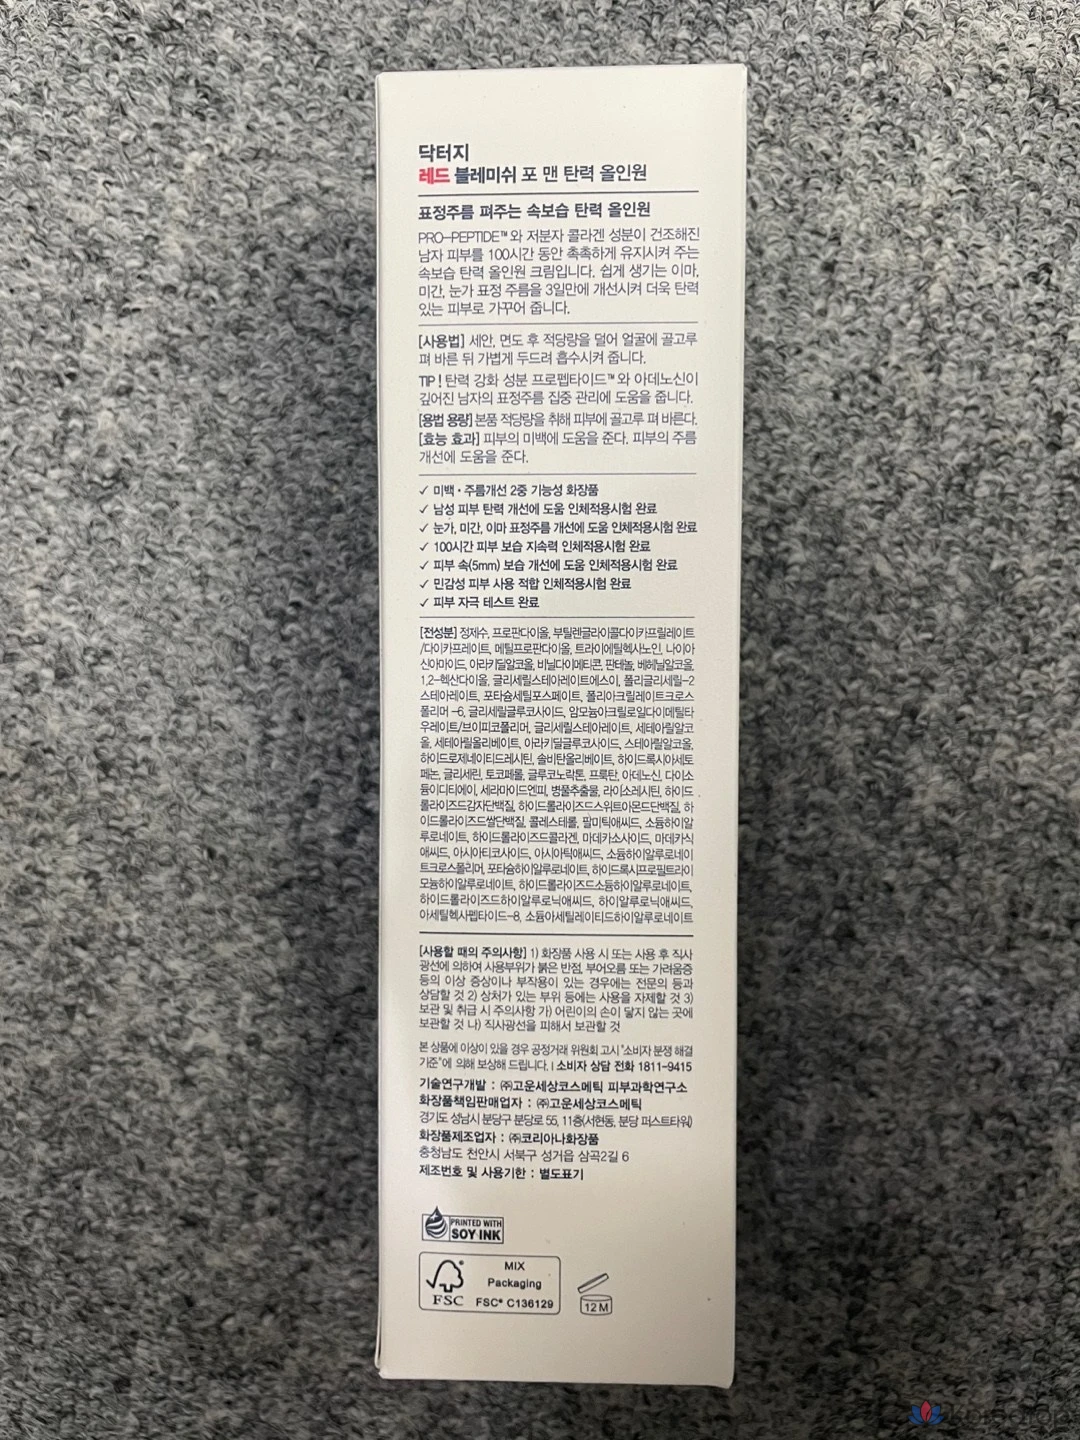 닥터지
레드 블레미쉬 포 맨 탄력 올인원
표정주름 펴주는 속보습 탄력 올인원
PRO-PEPTIDE™와 저분자 콜라겐 성분이 건조해진
남자 피부를 100시간 동안 촉촉하게 유지시켜 주는
속보습 탄력 올인원 크림입니다. 쉽게 생기는 이마,
미간, 눈가 표정 주름을 3일만에 개선시켜 더욱 탄력
있는 피부로 가꾸어 줍니다.
[사용법] 세안, 면도 후 적당량을 덜어 얼굴에 골고루
펴 바른 뒤 가볍게 두드려 흡수시켜 줍니다.
TIP ! 탄력 강화 성분 프로펩타이드™와 아데노신이
깊어진 남자의 표정주름 집중 관리에 도움을 줍니다.
[용법 용량] 본품 적당량을 취해 피부에 골고루 펴 바른다.
[효능 효과] 피부의 미백에 도움을 준다. 피부의 주름
개선에 도움을 준다.
✓ 미백·주름개선 2중 기능성 화장품
✓ 남성 피부 탄력 개선에 도움 인체적용시험 완료
✓ 눈가, 미간, 이마 표정주름 개선에 도움 인체적용시험 완료
✓ 100시간 피부 보습 지속력 인체적용시험 완료
✓ 피부 속(5mm) 보습 개선에 도움 인체적용시험 완료
✓ 민감성 피부 사용 적합 인체적용시험 완료
✓ 피부 자극 테스트 완료
[전성분] 정제수, 프로판다이올, 부틸렌글라이콜다이카프릴레이트
/다이카프레이트, 메틸프로판다이올, 트라이에틸헥사노인, 나이아
신아마이드, 아라키딜알코올, 비닐다이메티콘, 판테놀, 베헤닐알코올,
1,2-헥산다이올, 글리세릴스테아레이트에스이, 폴리글리세릴-2
스테아레이트, 포타슘세틸포스페이트, 폴리아크릴레이트크로스
폴리머-6, 글리세릴글루코사이드, 암모늄아크릴로일다이메틸타
우레이트/브이피코폴리머, 글리세릴스테아레이트, 세테아릴알코
올, 세테아릴올리베이트, 아라키딜글루코사이드, 스테아릴알코올,
하이드로제네이티드레시틴, 솔비탄올리베이트, 하이드록시아세토
페논, 글리세린, 토코페롤, 글루코노락톤, 프룩탄, 아데노신, 다이소
듐이디티에이, 세라마이드엔피, 병풀추출물, 라이소레시틴, 하이드
롤라이즈드감자단백질, 하이드롤라이즈드스위트아몬드단백질, 하
이드롤라이즈드쌀단백질, 콜레스테롤, 팔미틱애씨드, 소듐하이알
루로네이트, 하이드롤라이즈드콜라겐, 마데카소사이드, 마데카식
애씨드, 아시아티코사이드, 아시아틱애씨드, 소듐하이알루로네이
트크로스폴리머, 포타슘하이알루로네이트, 하이드록시프로필트라이
모늄하이알루로네이트, 하이드롤라이즈드소듐하이알루로네이트,
하이드롤라이즈드하이알루로닉애씨드, 하이알루로닉애씨드,
아세틸헥사펩타이드-8, 소듐아세틸레이티드하이알루로네이트
[사용할 때의 주의사항] 1) 화장품 사용 시 또는 사용 후 직사
광선에 의하여 사용부위가 붉은 반점, 부어오름 또는 가려움증
등의 이상 증상이나 부작용이 있는 경우에는 전문의 등과
상담할 것 2) 상처가 있는 부위 등에는 사용을 자제할 것 3)
보관 및 취급 시 주의사항 가) 어린이의 손이 닿지 않는 곳에
보관할 것 나) 직사광선을 피해서 보관할 것
본 상품에 이상이 있을 경우 공정거래 위원회 고시 "소비자 분쟁 해결
기준"에 의해 보상해 드립니다. | 소비자 상담 전화 1811-9415
기술연구개발 : ㈜고운세상코스메틱 피부과학연구소
화장품책임판매업자 : ㈜고운세상코스메틱
경기도 성남시 분당구 분당로 55, 11층(서현동, 분당 퍼스트타워)
화장품제조업자 : ㈜코리아나화장품
충청남도 천안시 서북구 성거읍 삼곡2길 6
제조번호 및 사용기한 : 별도표기
PRINTED WITH
SOY INK
MIX
Packaging
FSC® C136129
FSC
12M